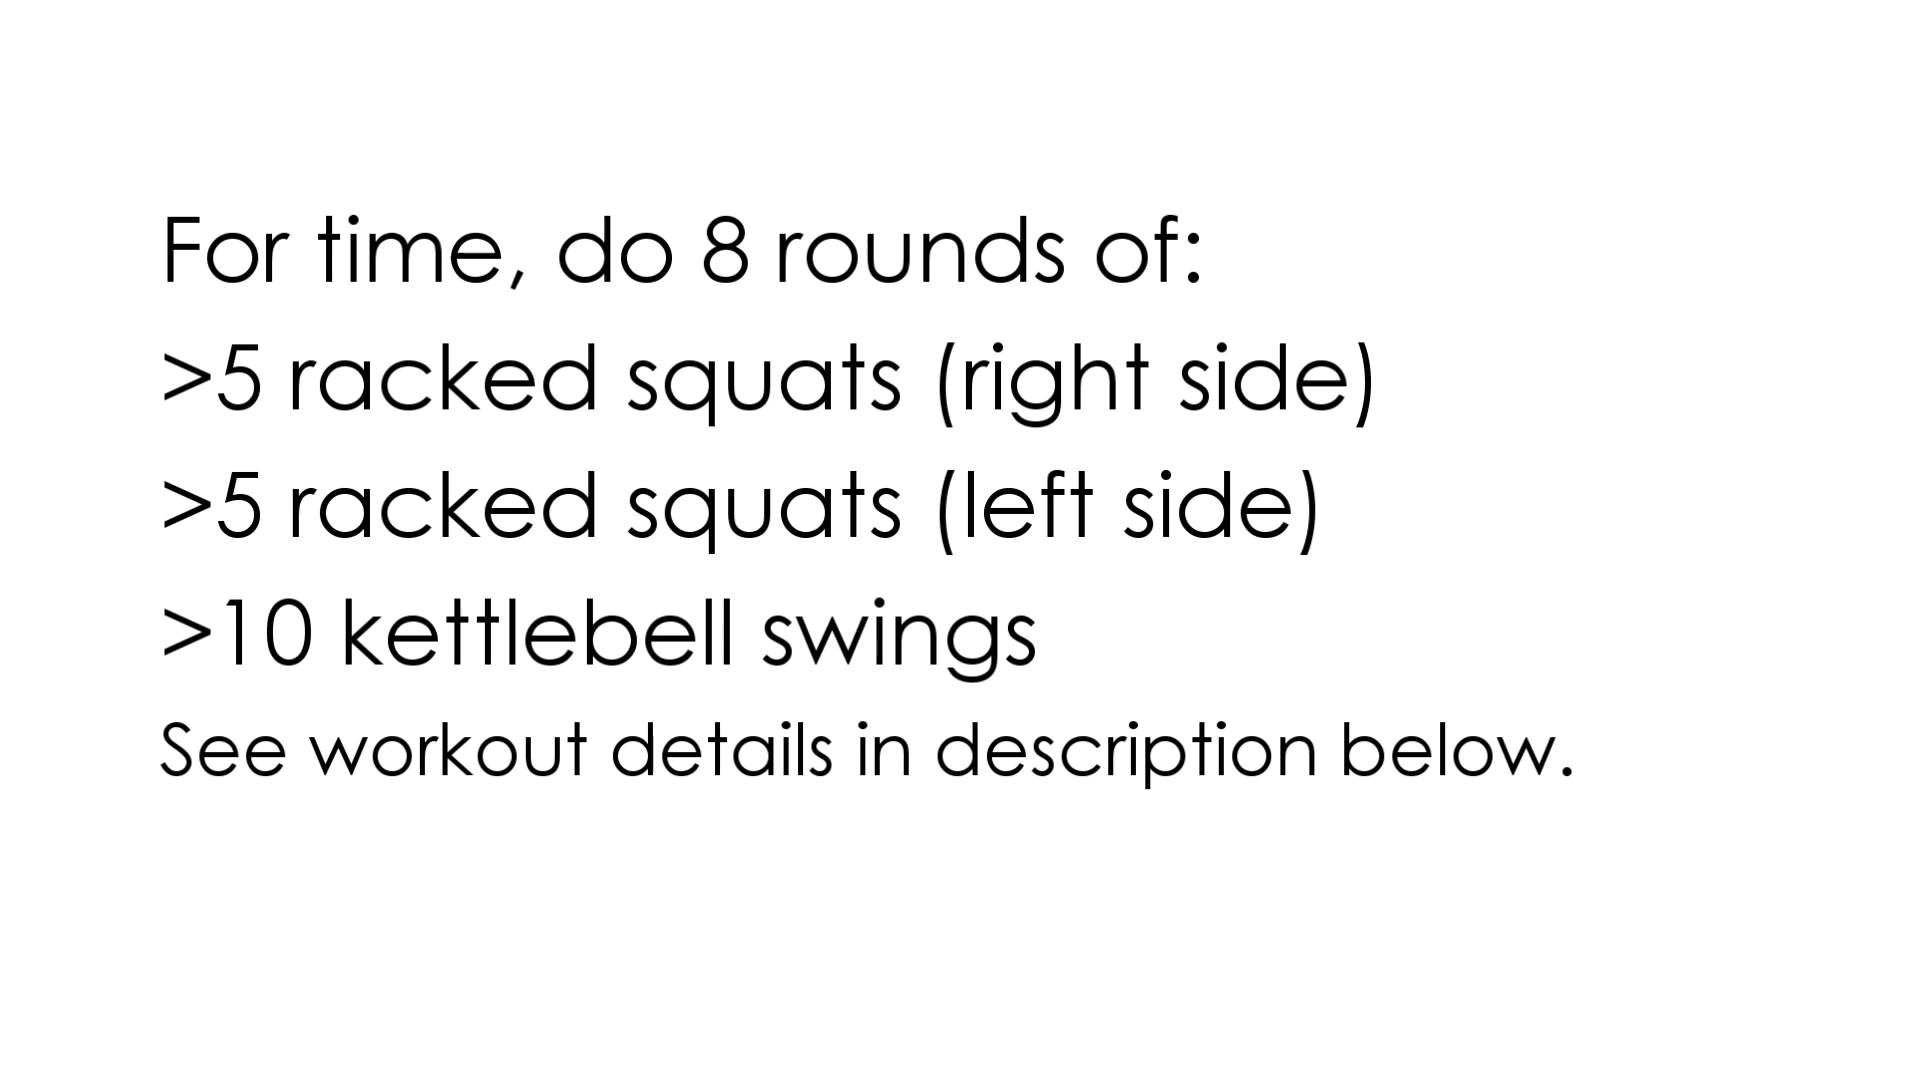 For time, do 8 rounds of:
>5 racked squats (right side)
>5 racked squats (left side)
>10 kettlebell swings
See workout details in description below.